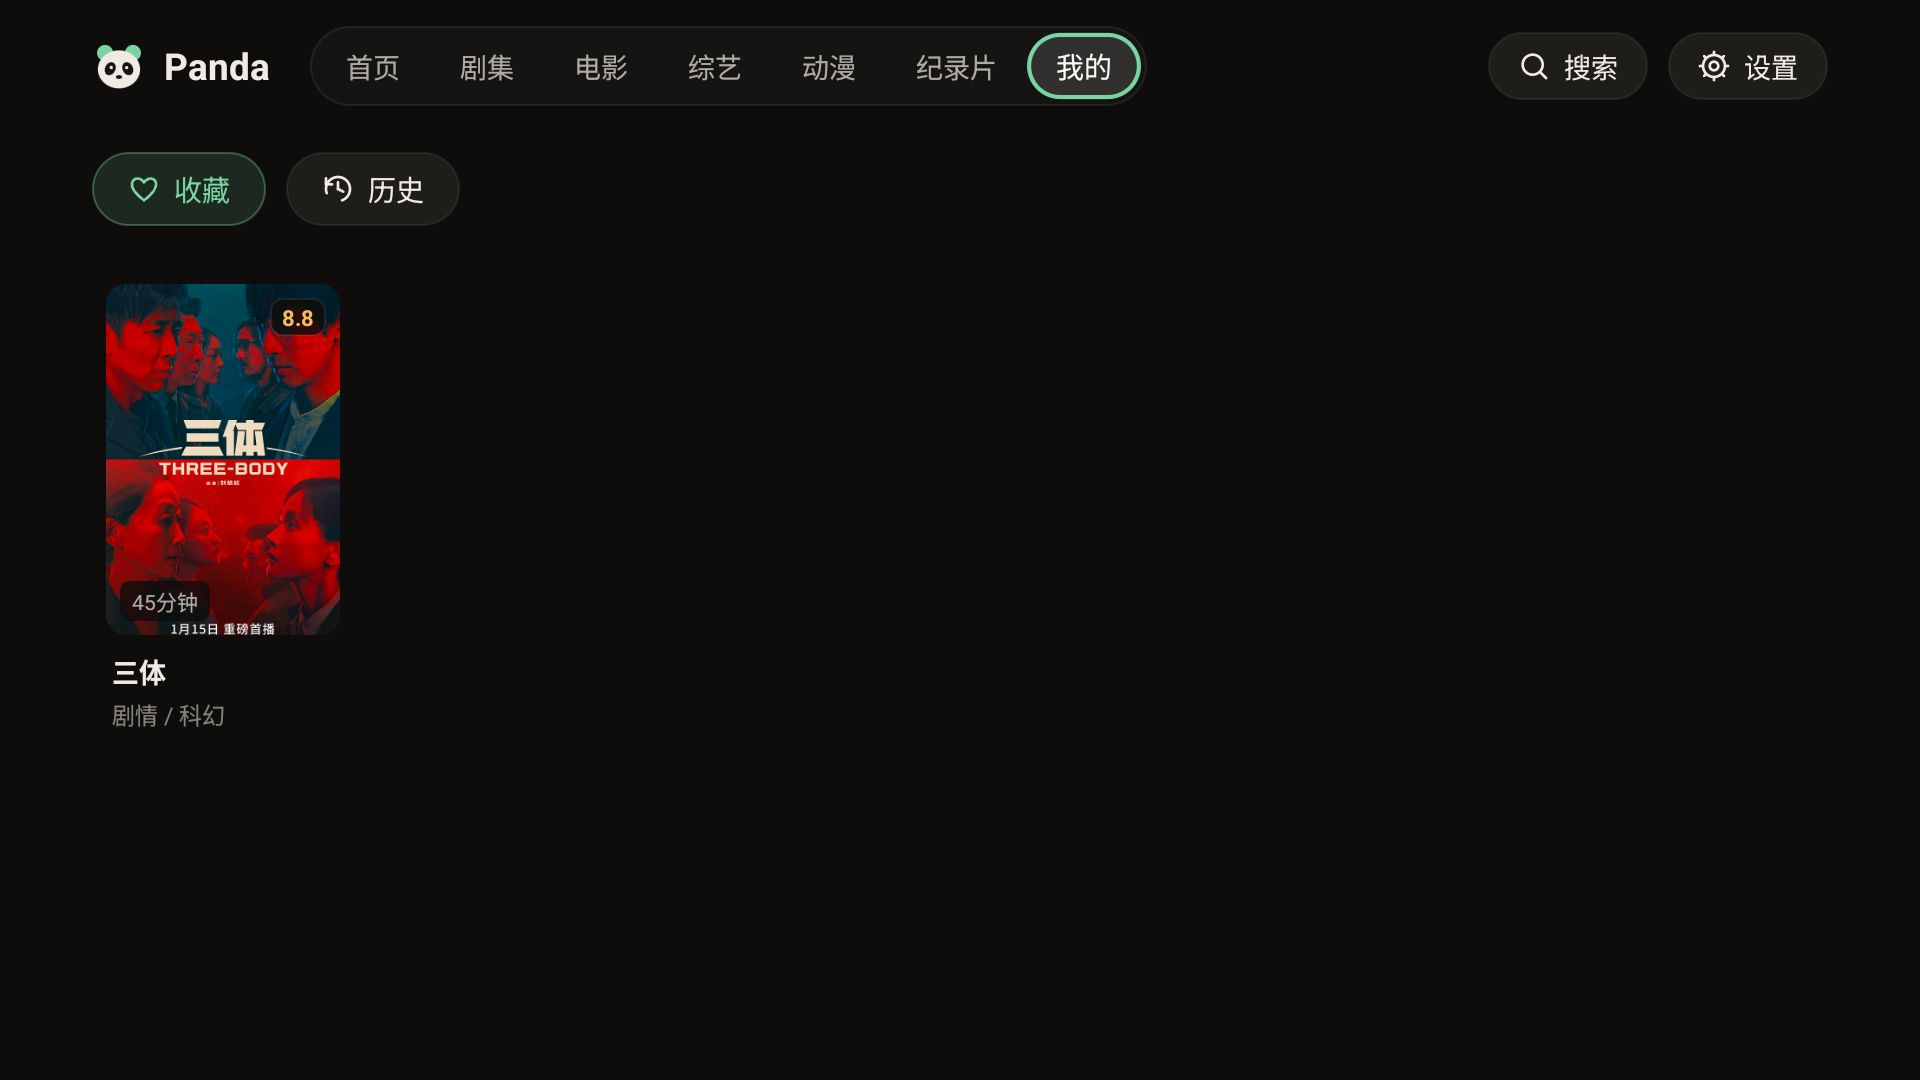 Panda
首页
剧集
电影
综艺
动漫
纪录片
我的
搜索
设置
收藏
历史
8.8
三体
THREE-BODY
45分钟
1月15日 重磅首播
三体
剧情 / 科幻